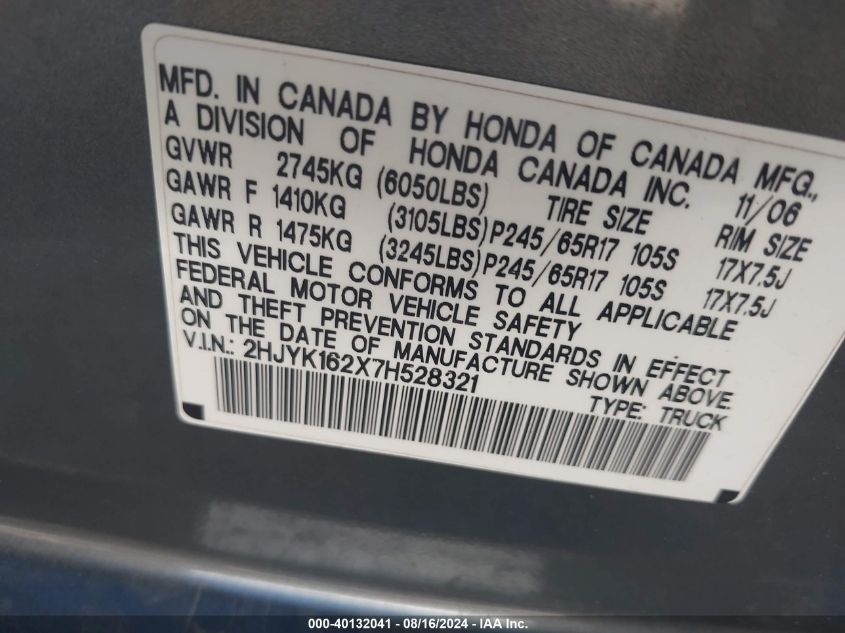 MFD. IN CANADA BY HONDA OF CANADA MFG.,
A DIVISION OF HONDA CANADA INC. 11/06
GVWR 2745KG (6050LBS) TIRE SIZE RIM SIZE
GAWR F 1410KG (3105LBS) P245/65R17 105S 17X7.5J
GAWR R 1475KG (3245LBS) P245/65R17 105S 17X7.5J
THIS VEHICLE CONFORMS TO ALL APPLICABLE
FEDERAL MOTOR VEHICLE SAFETY
AND THEFT PREVENTION STANDARDS IN EFFECT
ON THE DATE OF MANUFACTURE SHOWN ABOVE.
V.I.N.: 2HJYK162X7H528321 TYPE: TRUCK
000-40132041 - 08/16/2024 - IAA Inc.